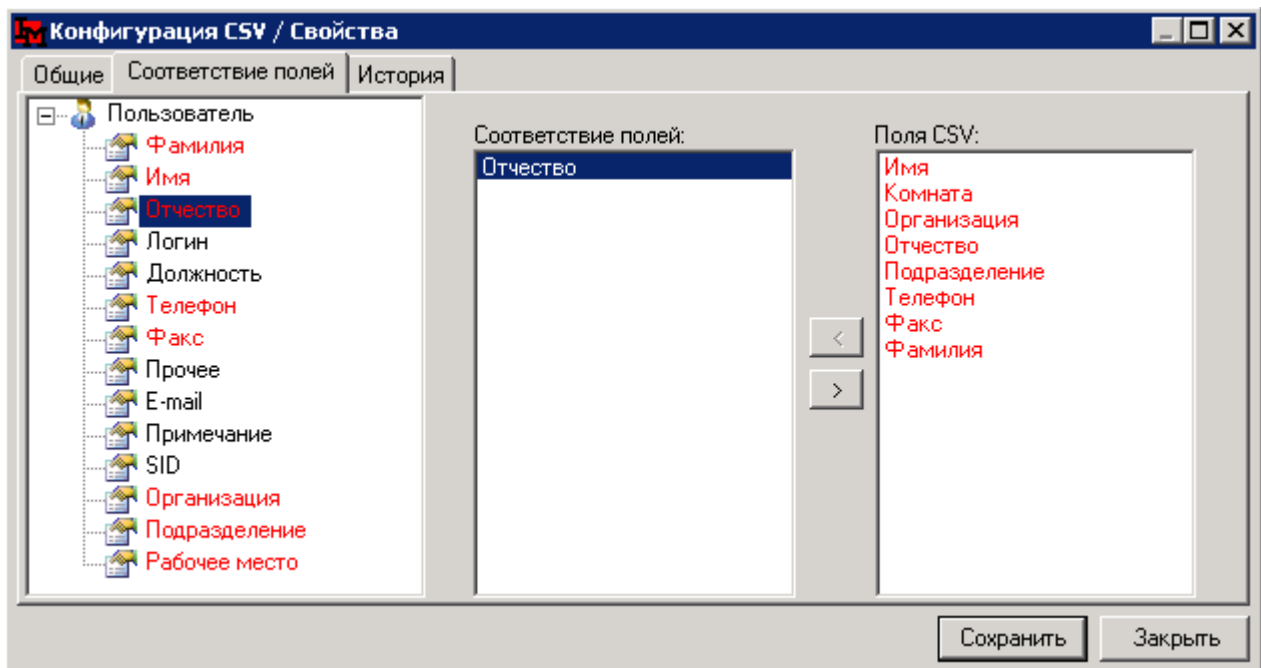 Конфигурация CSV / Свойства
Общие
Соответствие полей
История
Пользователь
Фамилия
Имя
Отчество
Логин
Должность
Телефон
Факс
Прочее
E-mail
Примечание
SID
Организация
Подразделение
Рабочее место
Соответствие полей:
Отчество
<
>
Поля CSV:
Имя
Комната
Организация
Отчество
Подразделение
Телефон
Факс
Фамилия
Сохранить
Закрыть